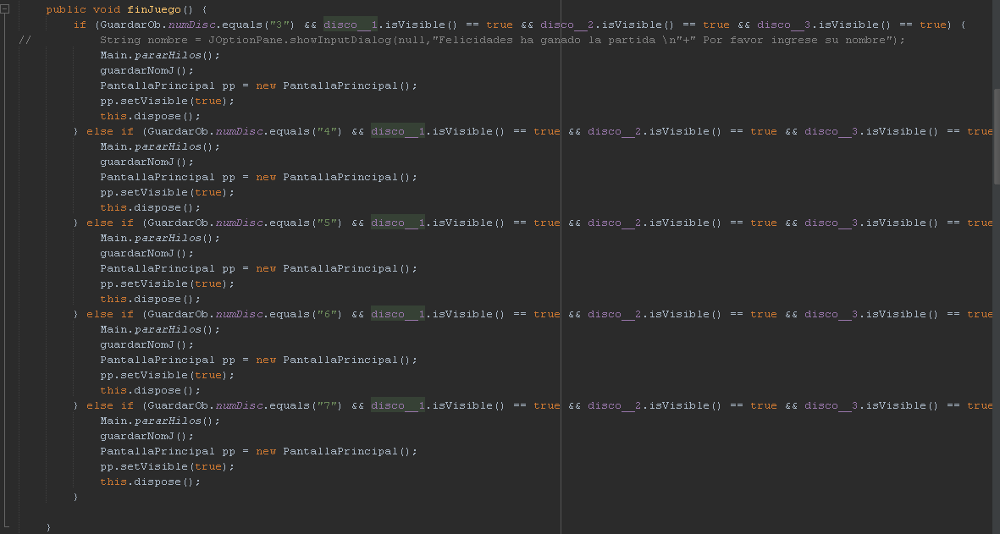 public void finJuego() {
if (GuardarOb.numDisc.equals("3") && disco__1.isVisible() == true && disco__2.isVisible() == true && disco__3.isVisible() == true) {
// String nombre = JOptionPane.showInputDialog(null,"Felicidades ha ganado la partida \n"+" Por favor ingrese su nombre");
Main.pararHilos();
guardarNomJ();
PantallaPrincipal pp = new PantallaPrincipal();
pp.setVisible(true);
this.dispose();
} else if (GuardarOb.numDisc.equals("4") && disco__1.isVisible() == true && disco__2.isVisible() == true && disco__3.isVisible() == true
Main.pararHilos();
guardarNomJ();
PantallaPrincipal pp = new PantallaPrincipal();
pp.setVisible(true);
this.dispose();
} else if (GuardarOb.numDisc.equals("5") && disco__1.isVisible() == true && disco__2.isVisible() == true && disco__3.isVisible() == true
Main.pararHilos();
guardarNomJ();
PantallaPrincipal pp = new PantallaPrincipal();
pp.setVisible(true);
this.dispose();
} else if (GuardarOb.numDisc.equals("6") && disco__1.isVisible() == true && disco__2.isVisible() == true && disco__3.isVisible() == true
Main.pararHilos();
guardarNomJ();
PantallaPrincipal pp = new PantallaPrincipal();
pp.setVisible(true);
this.dispose();
} else if (GuardarOb.numDisc.equals("7") && disco__1.isVisible() == true && disco__2.isVisible() == true && disco__3.isVisible() == true
Main.pararHilos();
guardarNomJ();
PantallaPrincipal pp = new PantallaPrincipal();
pp.setVisible(true);
this.dispose();
}
}